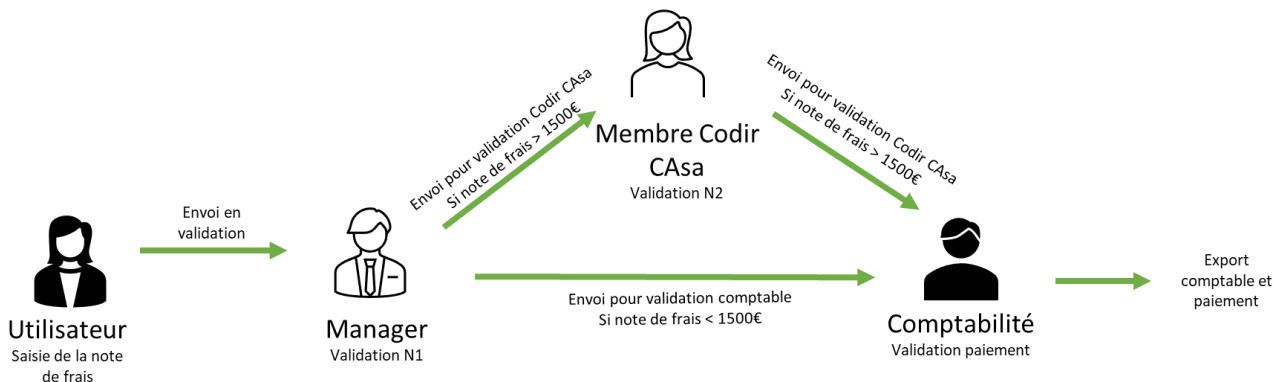 Envoi en
validation
Utilisateur
Saisie de la note
de frais
Envoi pour validation Codir CAsa
Si note de frais > 1500€
Manager
Validation N1
Membre Codir
CAsa
Validation N2
Envoi pour validation Codir CAsa
Si note de frais > 1500€
Envoi pour validation comptable
Si note de frais < 1500€
Comptabilité
Validation paiement
Export
comptable et
paiement